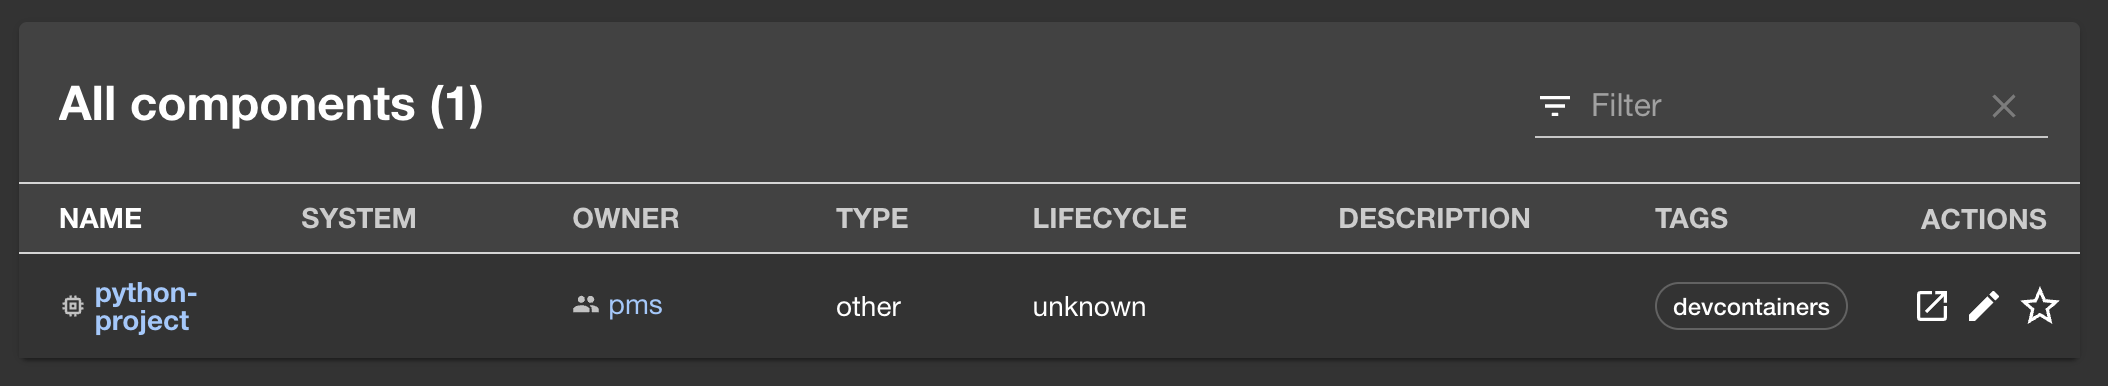 All components (1)
Filter
NAME SYSTEM OWNER TYPE LIFECYCLE DESCRIPTION TAGS ACTIONS
python-
project
pms other unknown devcontainers